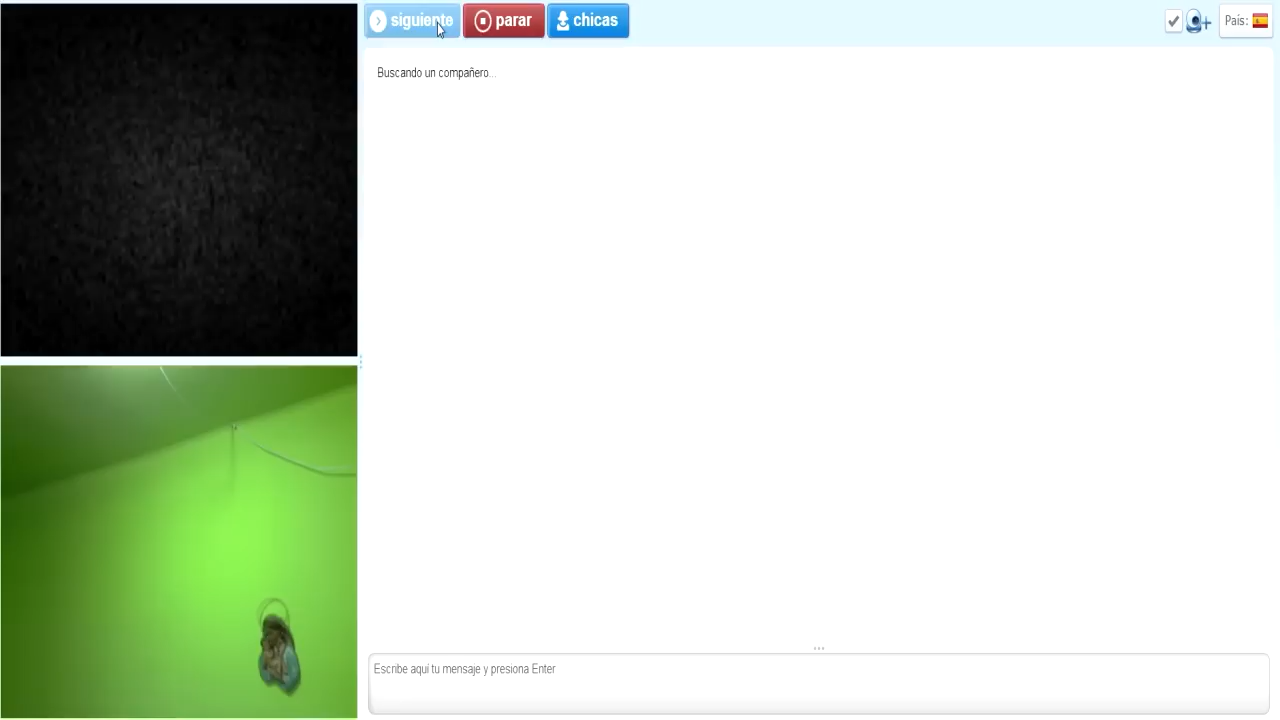 siguiente
parar
chicas
País:
Buscando un compañero...
Escribe aquí tu mensaje y presiona Enter